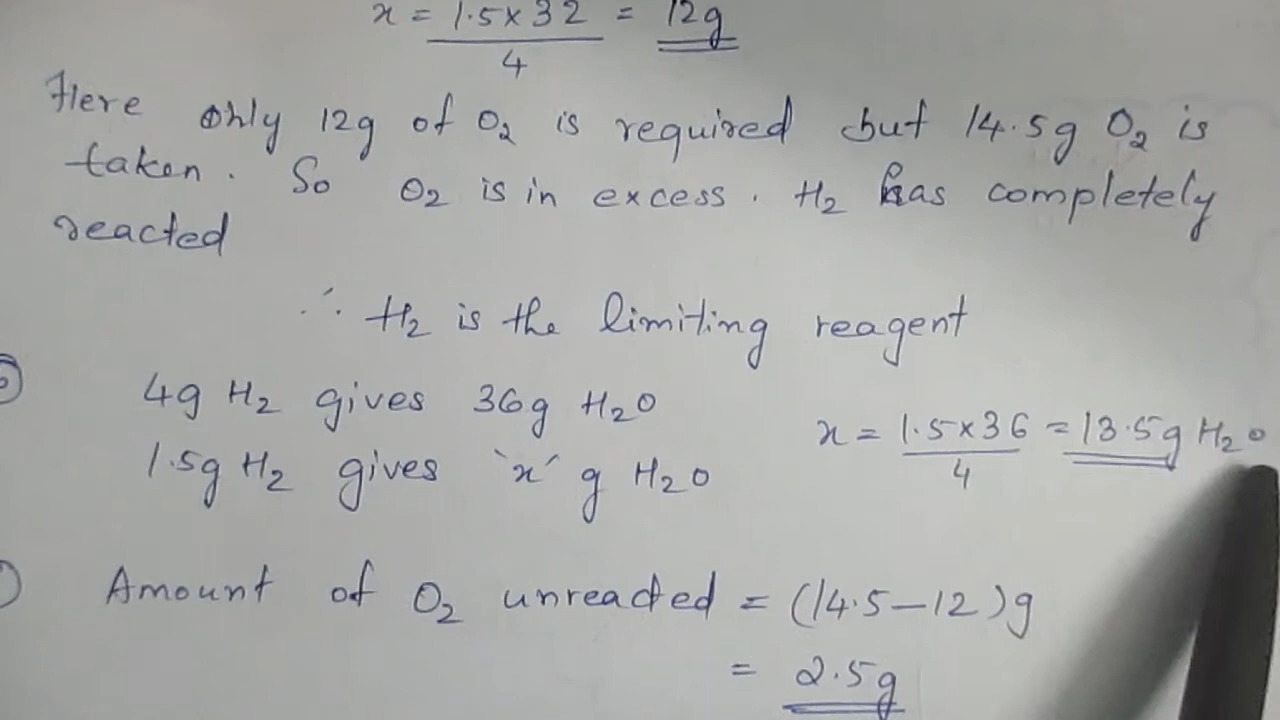 x = 1.5 x 32 / 4 = 12g
Here only 12g of O₂ is required but 14.5g O₂ is
taken. So O₂ is in excess. H₂ has completely
reacted
∴ H₂ is the limiting reagent
4g H₂ gives 36g H₂O
1.5g H₂ gives 'x' g H₂O
x = 1.5 x 36 / 4 = 13.5g H₂O
Amount of O₂ unreacted = (14.5 – 12)g
= 2.5g